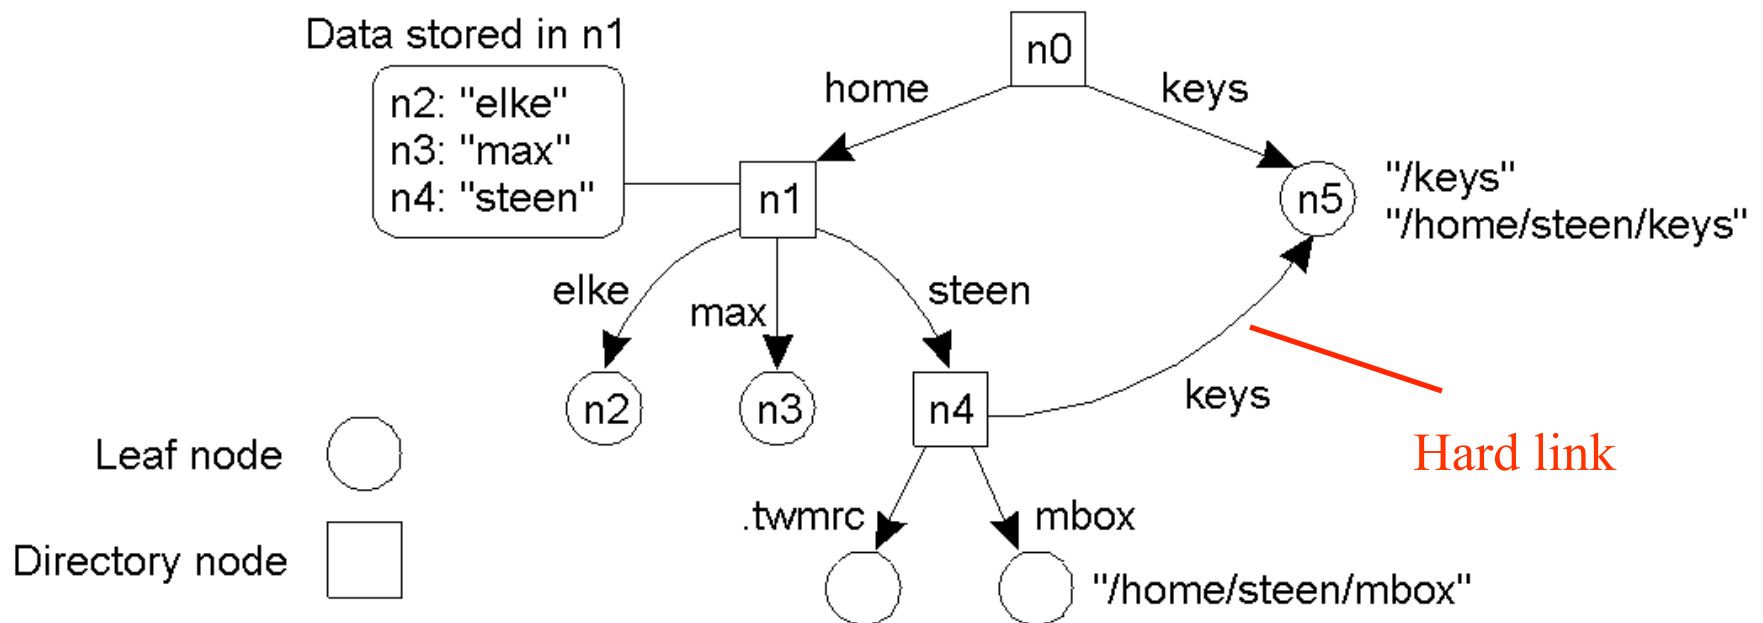 Data stored in n1
n2: "elke"
n3: "max"
n4: "steen"
n0
home
keys
n1
n5
"/keys"
"/home/steen/keys"
elke
max
steen
n2
n3
n4
keys
Hard link
Leaf node
.twmrc
mbox
Directory node
"/home/steen/mbox"